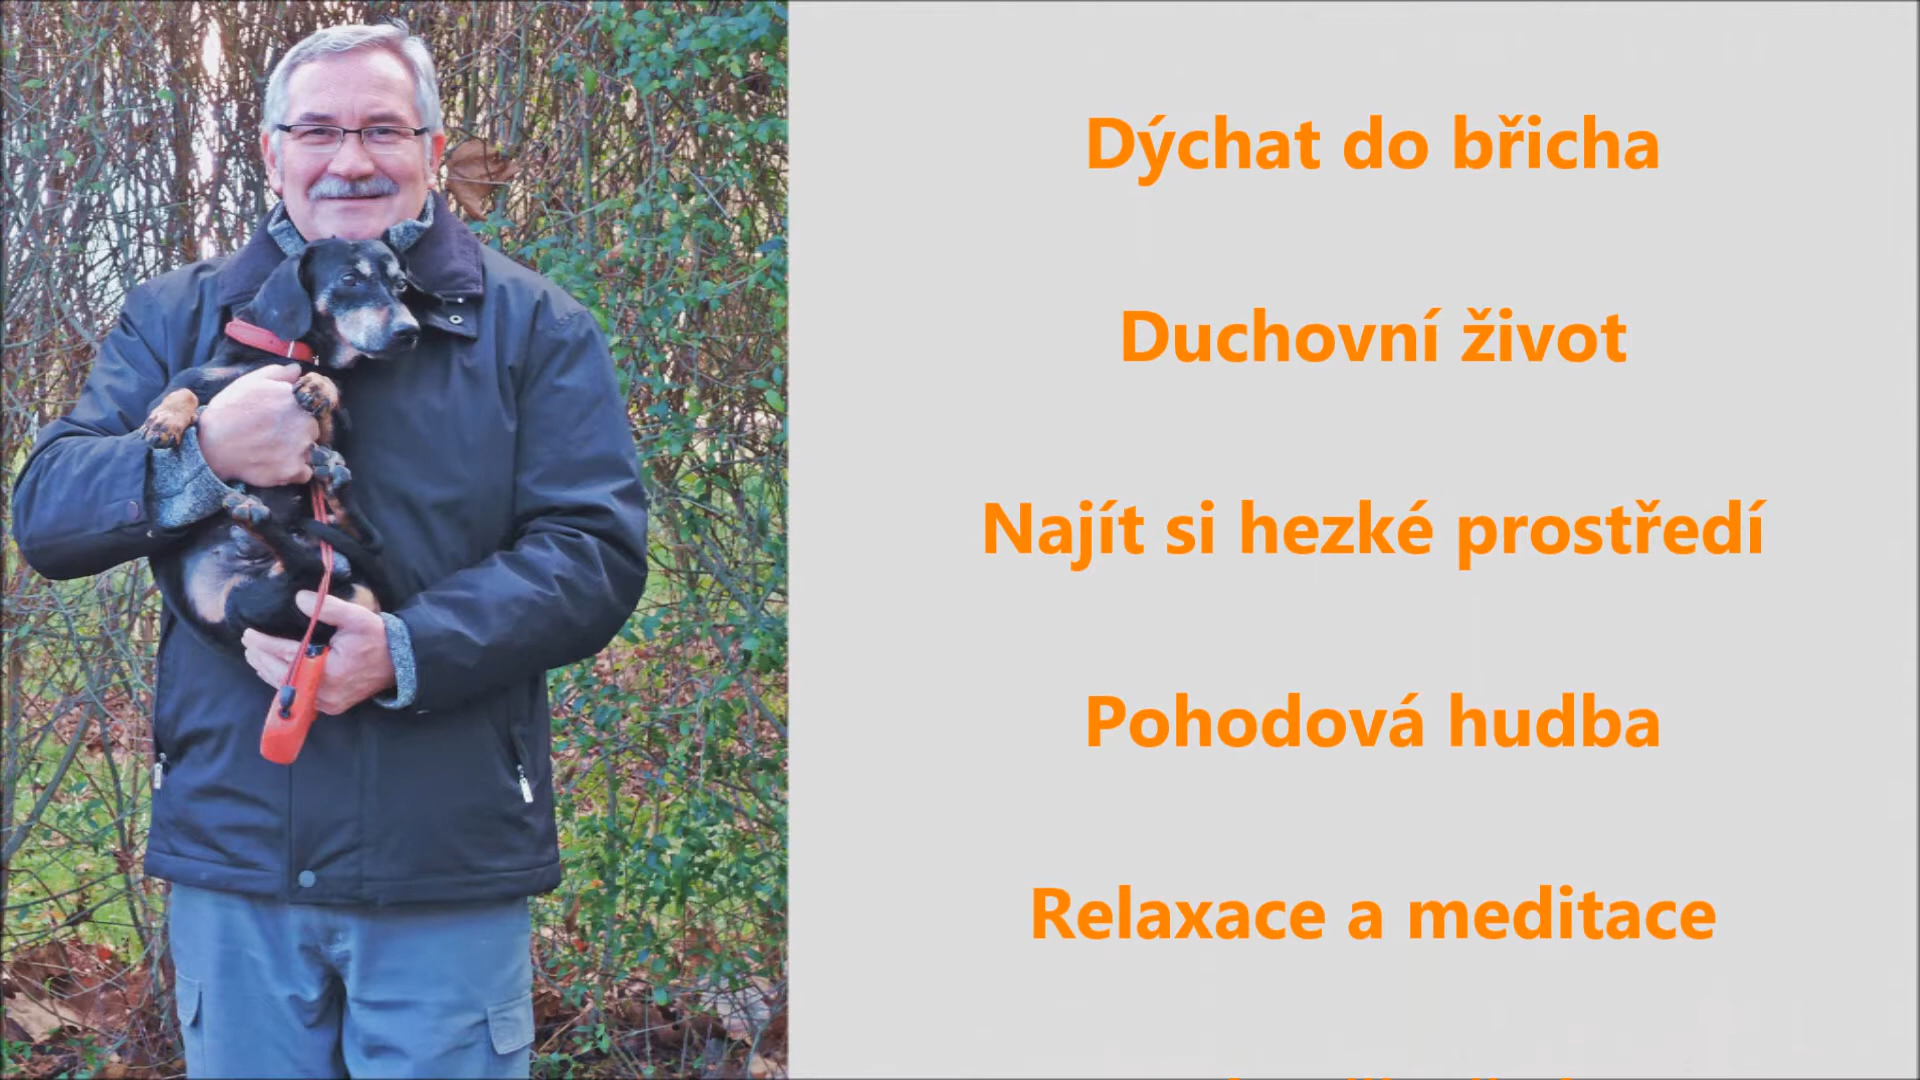 Dýchat do břicha
Duchovní život
Najít si hezké prostředí
Pohodová hudba
Relaxace a meditace